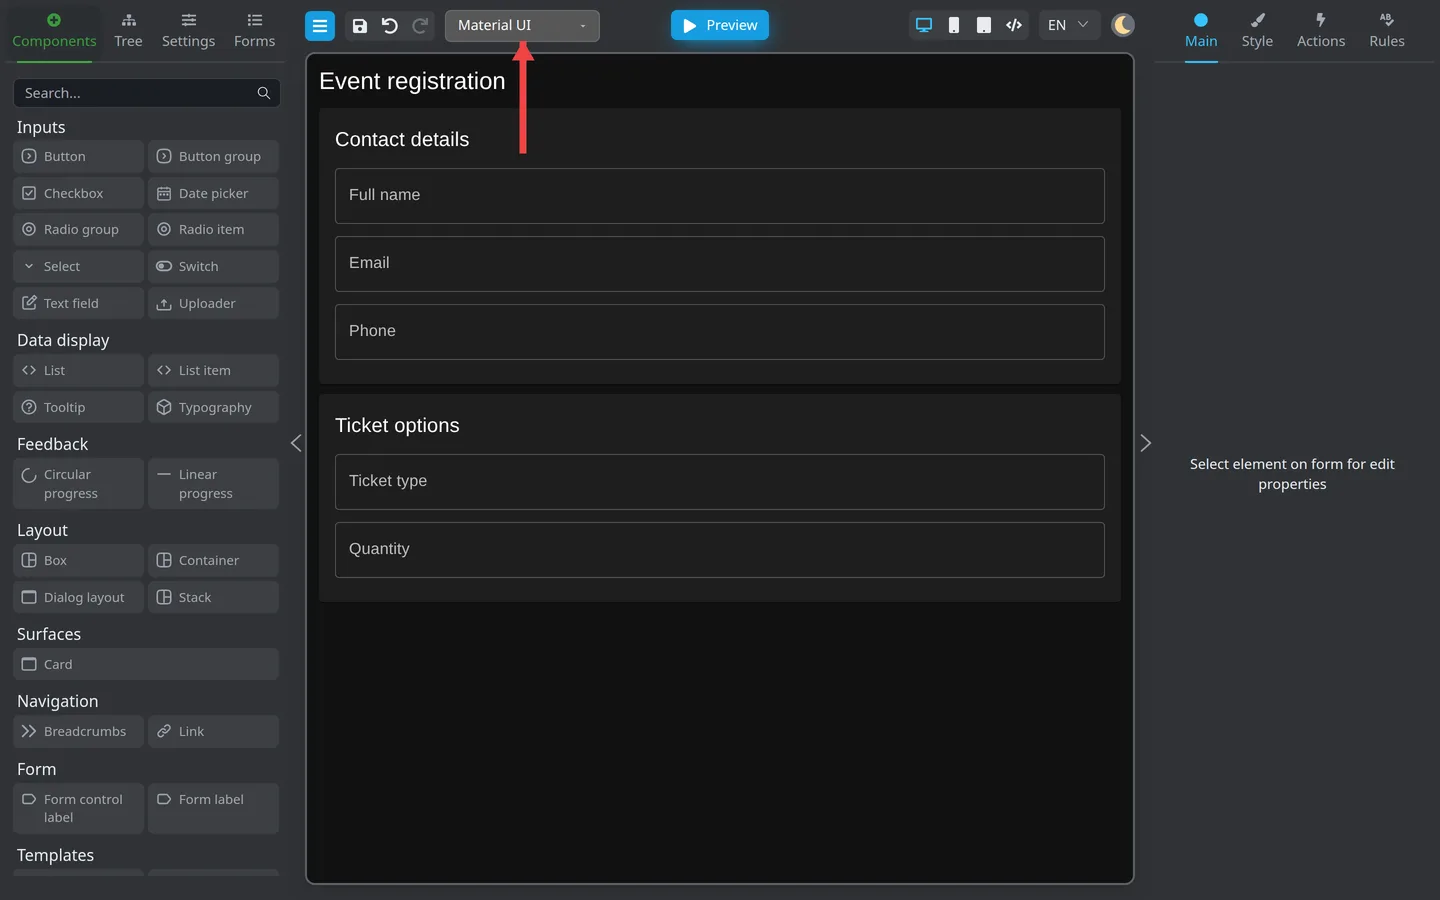 Components
Tree
Settings
Forms
Material UI
Preview
EN
Main
Style
Actions
AB
Rules
Search...
Inputs
Button
Button group
Checkbox
Date picker
Radio group
Radio item
Select
Switch
Text field
Uploader
Data display
List
List item
Tooltip
Typography
Feedback
Circular
progress
Linear
progress
Layout
Box
Container
Dialog layout
Stack
Surfaces
Card
Navigation
Breadcrumbs
Link
Form
Form control
label
Form label
Templates
Event registration
Contact details
Full name
Email
Phone
Ticket options
Ticket type
Quantity
Select element on form for edit
properties